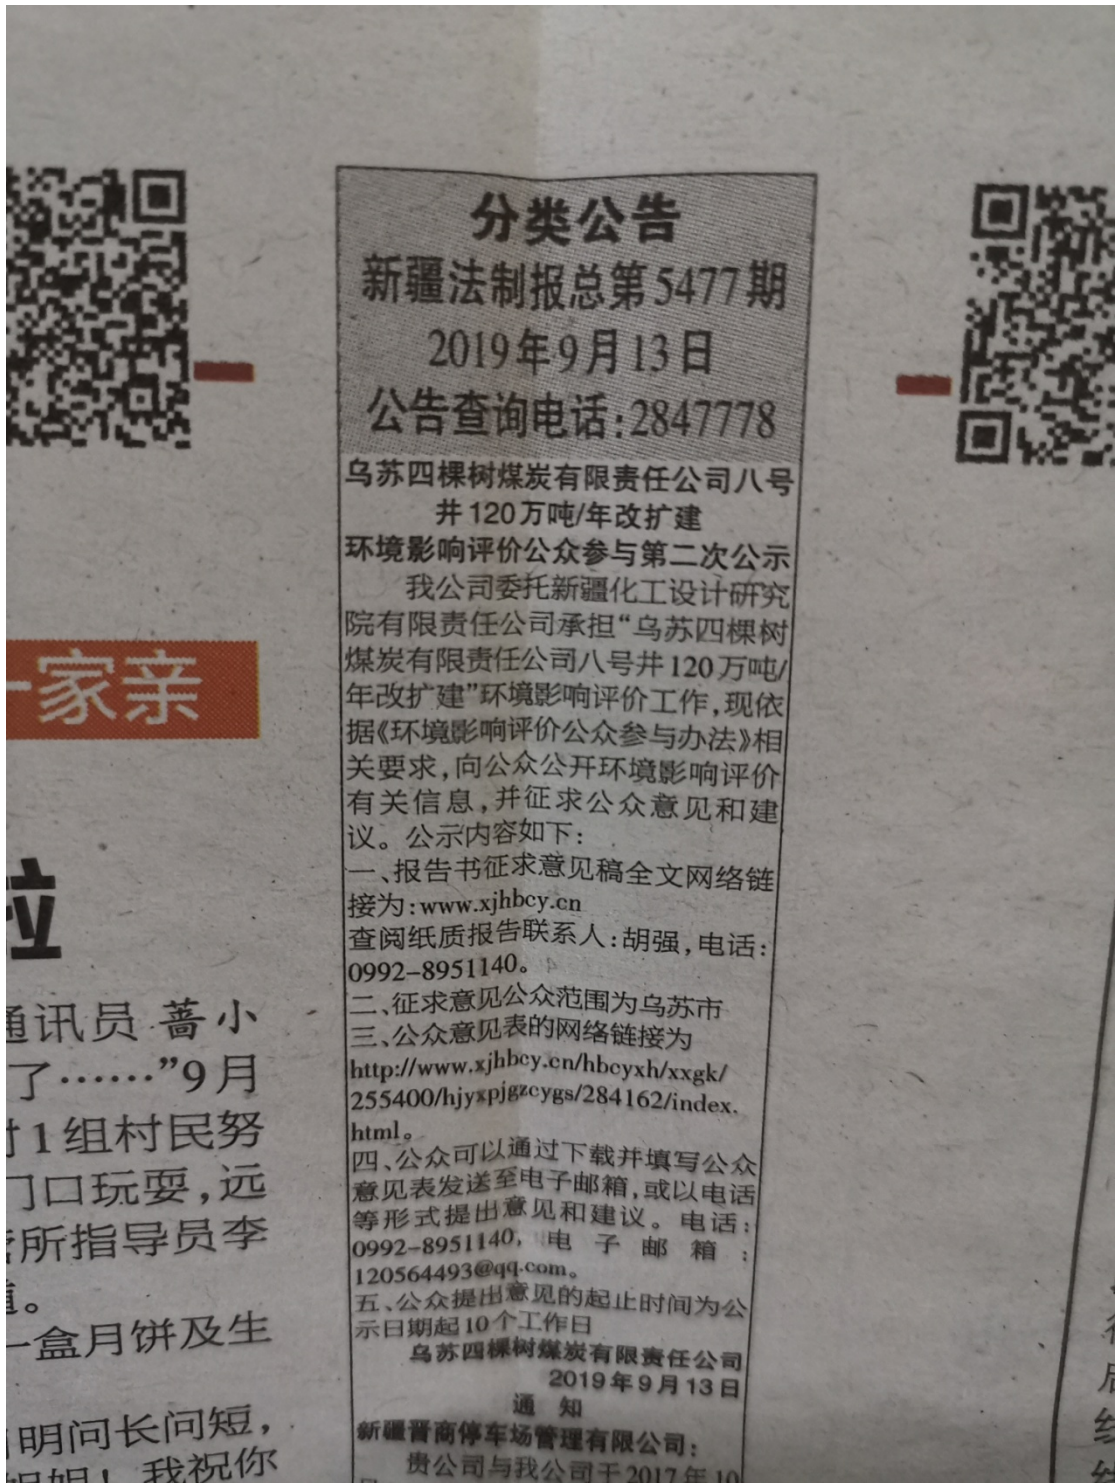 分类公告
新疆法制报总第5477期
2019年9月13日
公告查询电话:2847778
乌苏四棵树煤炭有限责任公司八号
井120万吨/年改扩建
环境影响评价公众参与第二次公示
我公司委托新疆化工设计研究
院有限责任公司承担“乌苏四棵树
煤炭有限责任公司八号井120万吨/
年改扩建”环境影响评价工作,现依
据《环境影响评价公众参与办法》相
关要求,向公众公开环境影响评价
有关信息,并征求公众意见和建
议。公示内容如下:
一、报告书征求意见稿全文网络链
接为:www.xjhbcy.cn
查阅纸质报告联系人:胡强,电话:
0992-8951140。
二、征求意见公众范围为乌苏市
三、公众意见表的网络链接为
http://www.xjhbcy.cn/hbcyxh/xxgk/
255400/hjyxpjgzcygs/284162/index.
html。
四、公众可以通过下载并填写公众
意见表发送至电子邮箱,或以电话
等形式提出意见和建议。电话:
0992-8951140,电子邮箱:
120564493@qq.com。
五、公众提出意见的起止时间为公
示日期起10个工作日
乌苏四棵树煤炭有限责任公司
2019年9月13日
通知
新疆晋商停车场管理有限公司:
贵公司与我公司于2017年10
一家亲
拉
通讯员 蔷小
了……”9月
村1组村民努
门口玩耍,远
所指导员李
道。
一盒月饼及生
明问长问短,
姐姐!我祝你